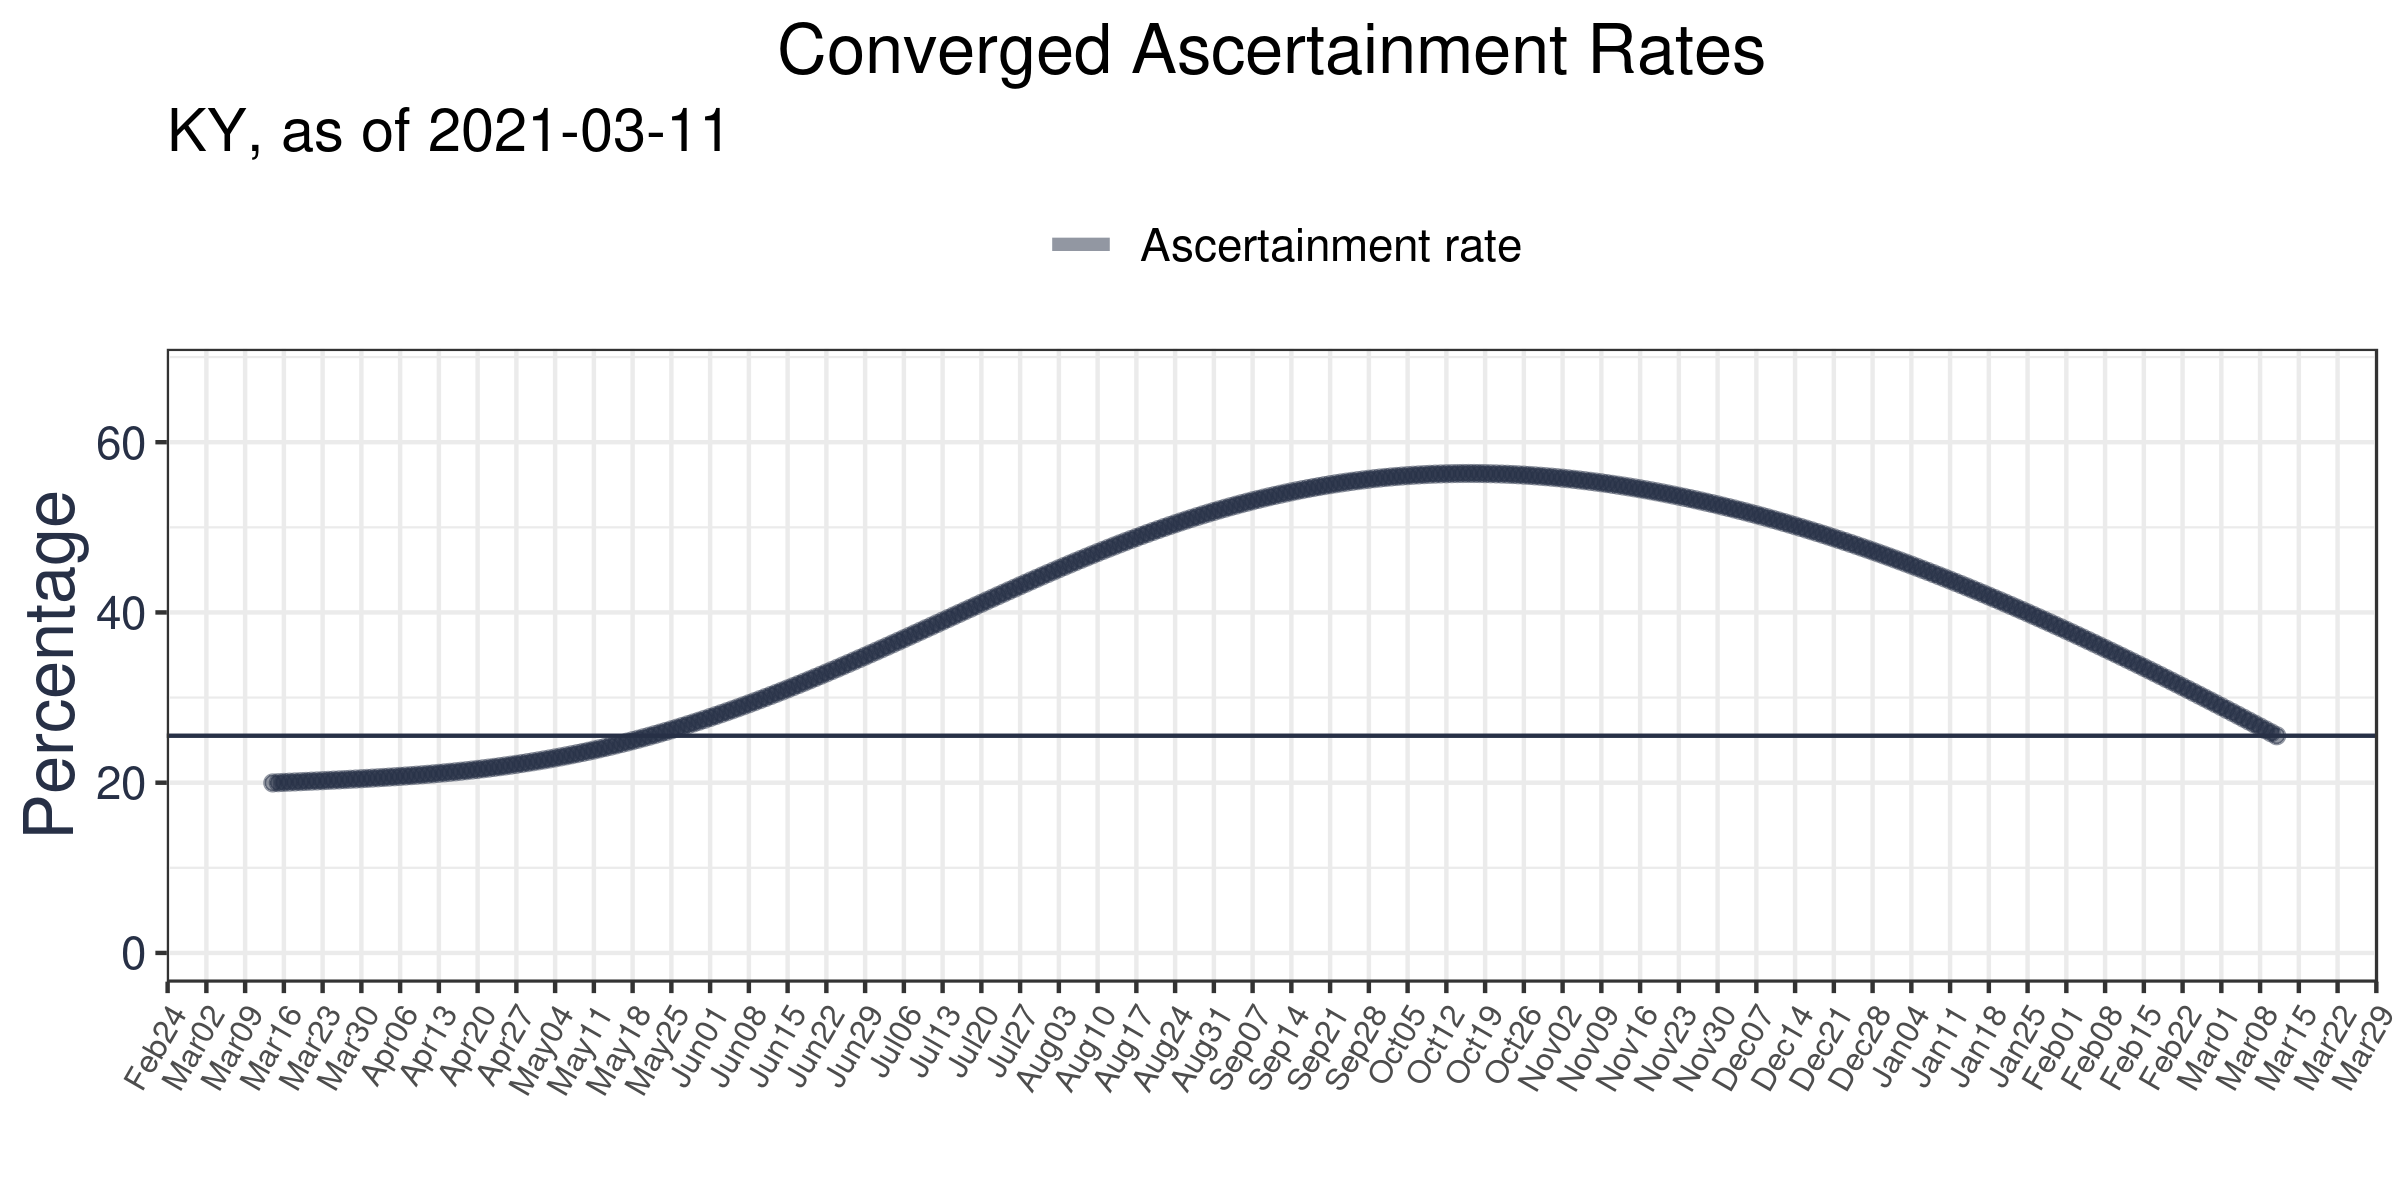 Converged Ascertainment Rates
KY, as of 2021-03-11
Ascertainment rate
Percentage
60
40
20
0
Feb24 Mar02 Mar09 Mar16 Mar23 Mar30 Apr06 Apr13 Apr20 Apr27 May04 May11 May18 May25 Jun01 Jun08 Jun15 Jun22 Jun29 Jul06 Jul13 Jul20 Jul27 Aug03 Aug10 Aug17 Aug24 Aug31 Sep07 Sep14 Sep21 Sep28 Oct05 Oct12 Oct19 Oct26 Nov02 Nov09 Nov16 Nov23 Nov30 Dec07 Dec14 Dec21 Dec28 Jan04 Jan11 Jan18 Jan25 Feb01 Feb08 Feb15 Feb22 Mar01 Mar08 Mar15 Mar22 Mar29